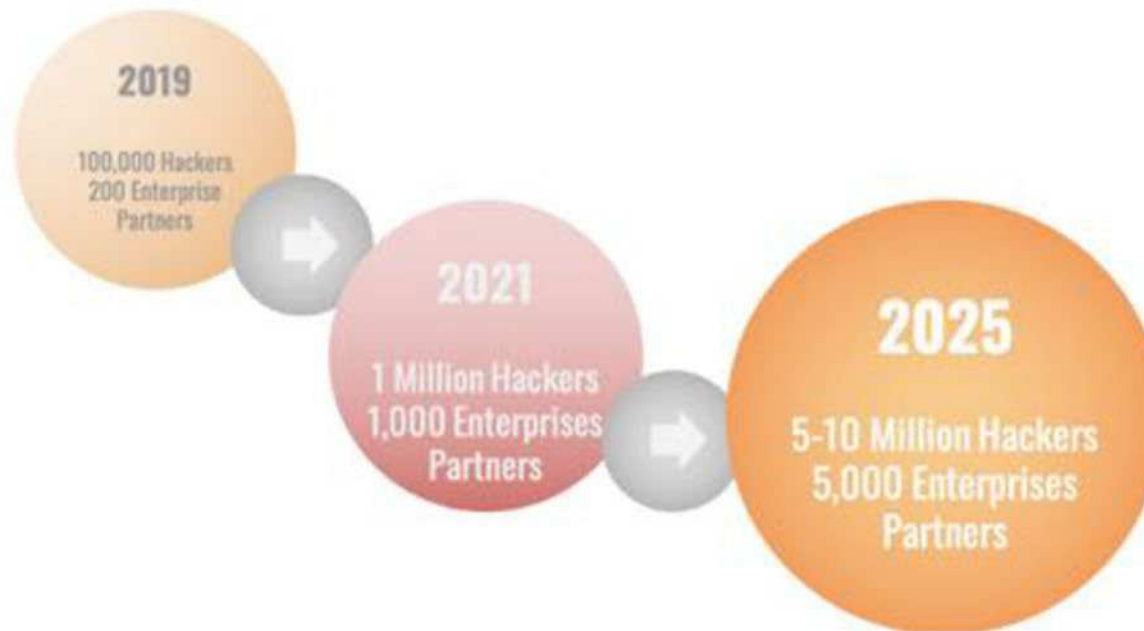 2019
100,000 Hackers
200 Enterprise
Partners
2021
1 Million Hackers
1,000 Enterprises
Partners
2025
5-10 Million Hackers
5,000 Enterprises
Partners